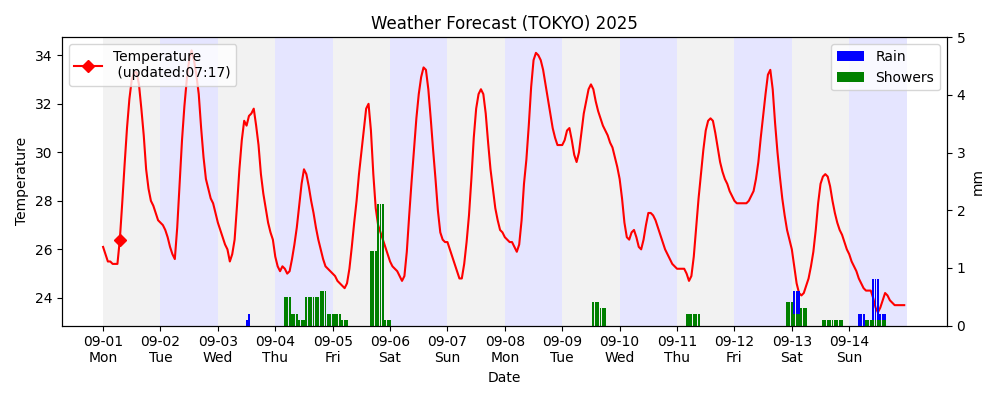 Weather Forecast (TOKYO) 2025
Temperature
(updated:07:17)
Rain
Showers
Temperature
34
32
30
28
26
24
mm
5
4
3
2
1
0
09-01 09-02 09-03 09-04 09-05 09-06 09-07 09-08 09-09 09-10 09-11 09-12 09-13 09-14
Mon Tue Wed Thu Fri Sat Sun Mon Tue Wed Thu Fri Sat Sun
Date